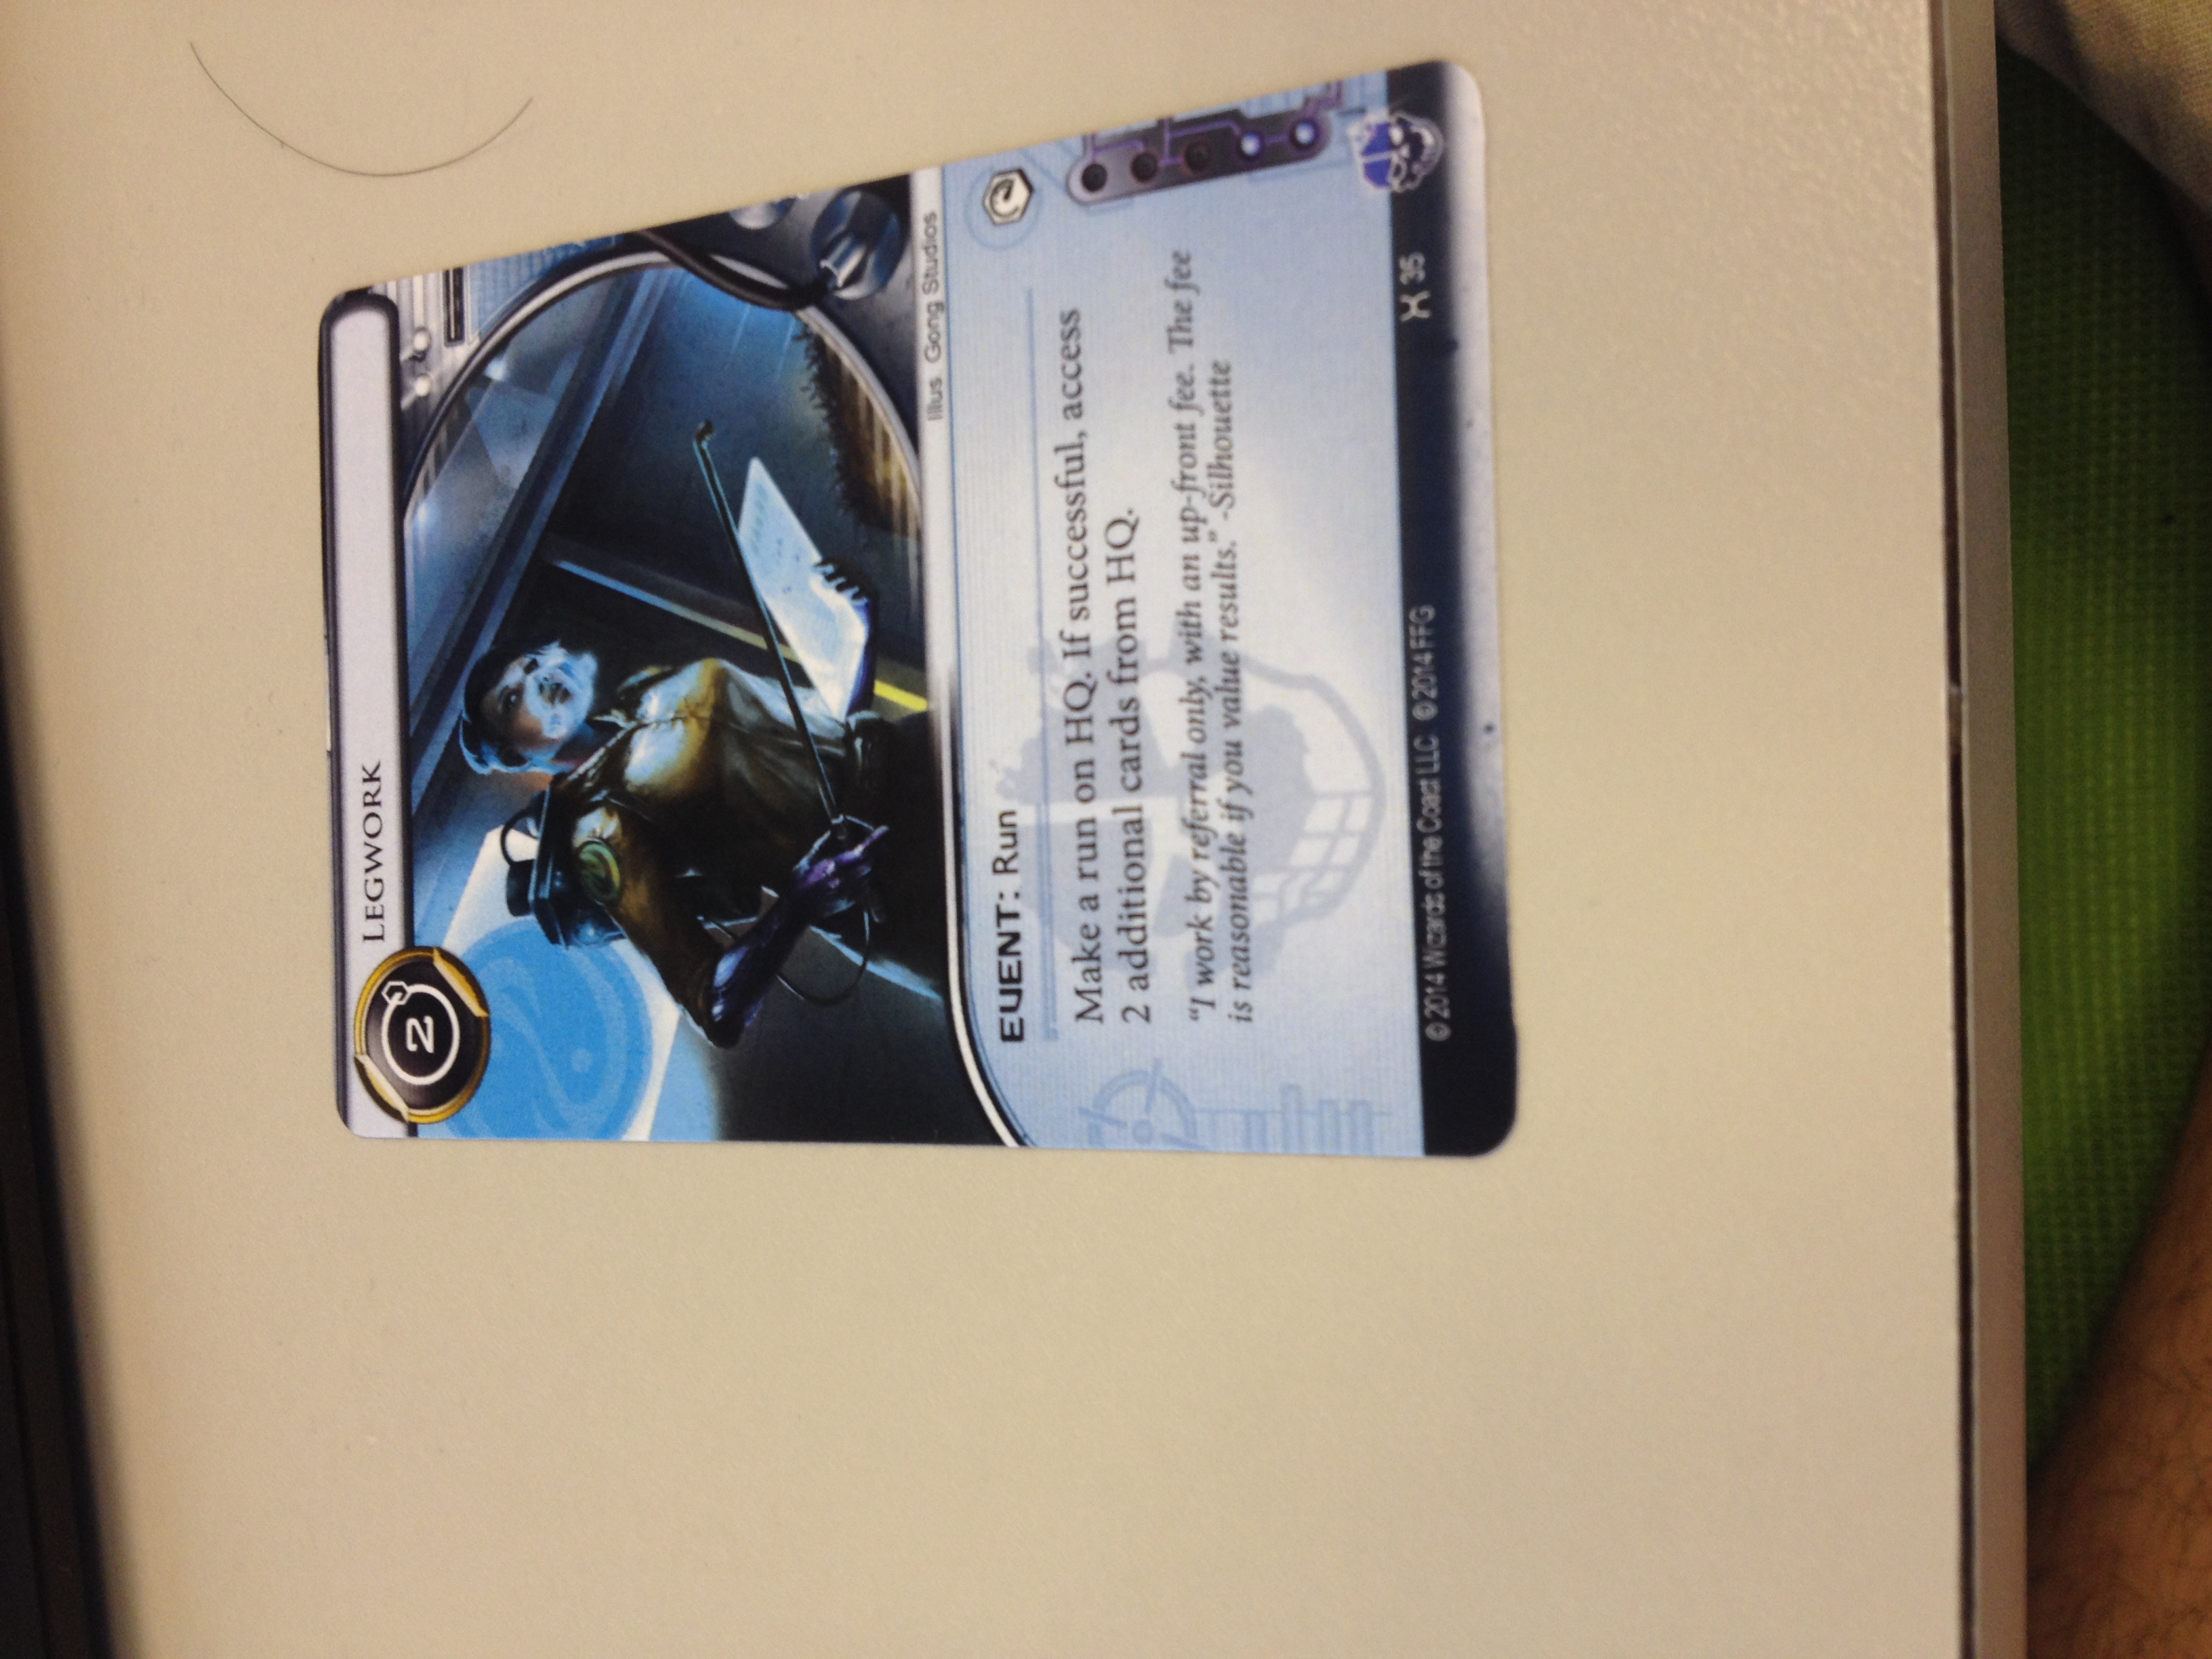 2
LEGWORK
Illus. Gong Studios
EVENT: Run
Make a run on HQ. If successful, access
2 additional cards from HQ.
“I work by referral only, with an up-front fee. The fee
is reasonable if you value results.” -Silhouette
© 2014 Wizards of the Coast LLC © 2014 FFG
35